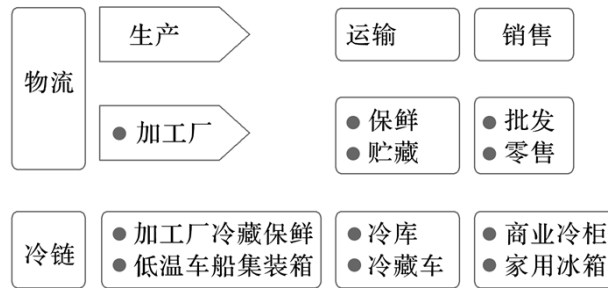 物流
生产
运输
销售
加工厂
保鲜
贮藏
批发
零售
冷链
加工厂冷藏保鲜
低温车船集装箱
冷库
冷藏车
商业冷柜
家用冰箱